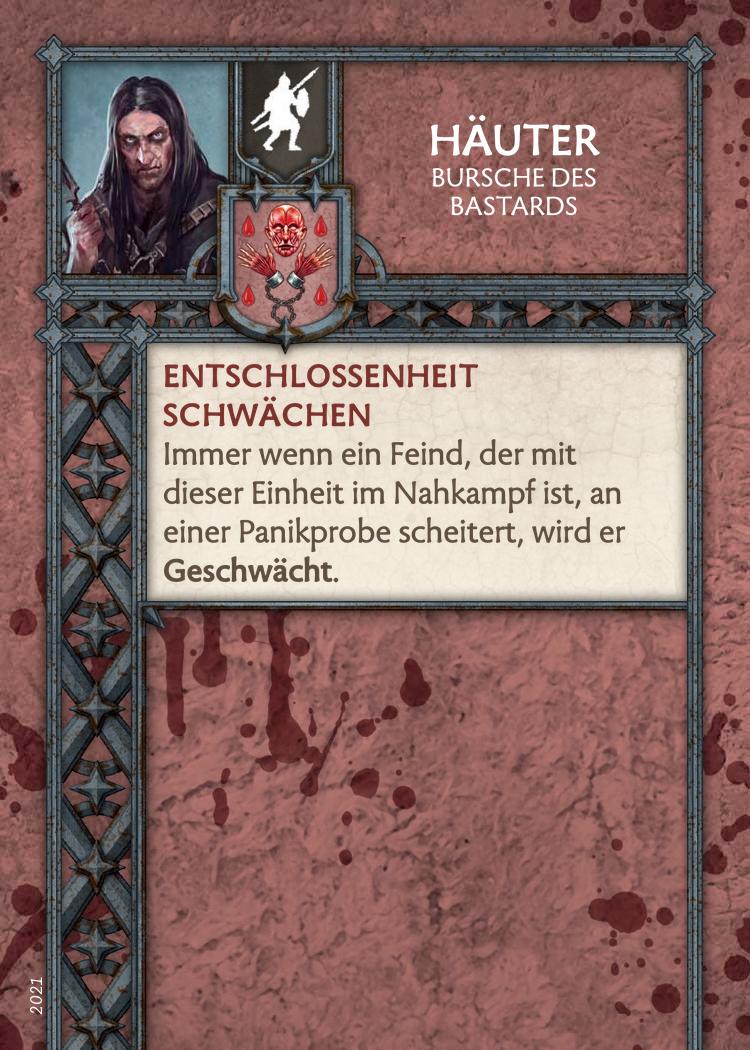 HÄUTER
BURSCHE DES
BASTARDS
ENTSCHLOSSENHEIT
SCHWÄCHEN
Immer wenn ein Feind, der mit
dieser Einheit im Nahkampf ist, an
einer Panikprobe scheitert, wird er
Geschwächt.
2021